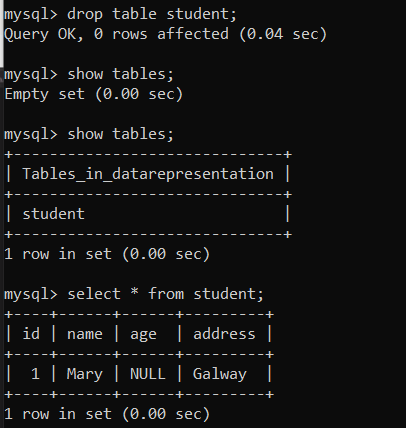 mysql> drop table student;
Query OK, 0 rows affected (0.04 sec)
mysql> show tables;
Empty set (0.00 sec)
mysql> show tables;
+------------------------------+
| Tables_in_datarepresentation |
+------------------------------+
| student                      |
+------------------------------+
1 row in set (0.00 sec)
mysql> select * from student;
+----+------+------+---------+
| id | name | age  | address |
+----+------+------+---------+
|  1 | Mary | NULL | Galway  |
+----+------+------+---------+
1 row in set (0.00 sec)